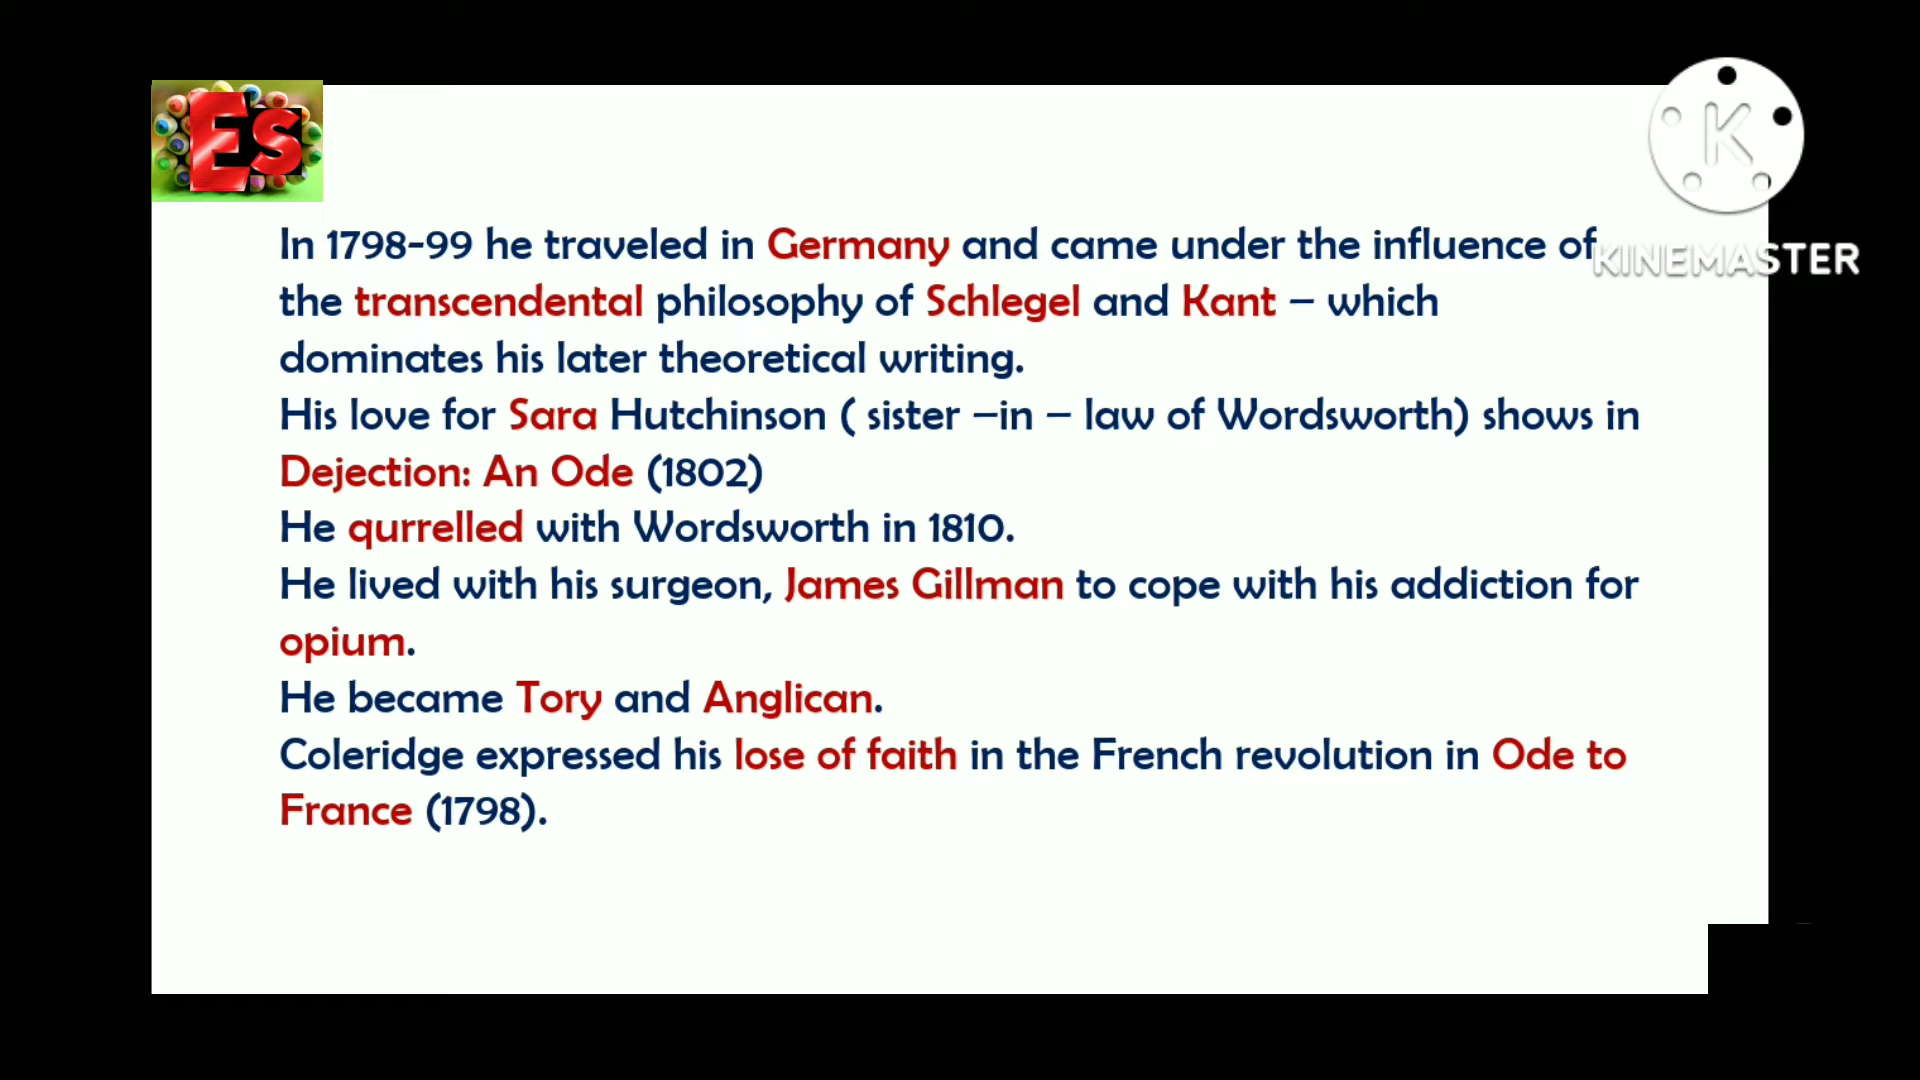 Es
K
KINEMASTER
In 1798-99 he traveled in Germany and came under the influence of
the transcendental philosophy of Schlegel and Kant – which
dominates his later theoretical writing.
His love for Sara Hutchinson ( sister –in – law of Wordsworth) shows in
Dejection: An Ode (1802)
He qurrelled with Wordsworth in 1810.
He lived with his surgeon, James Gillman to cope with his addiction for
opium.
He became Tory and Anglican.
Coleridge expressed his lose of faith in the French revolution in Ode to
France (1798).